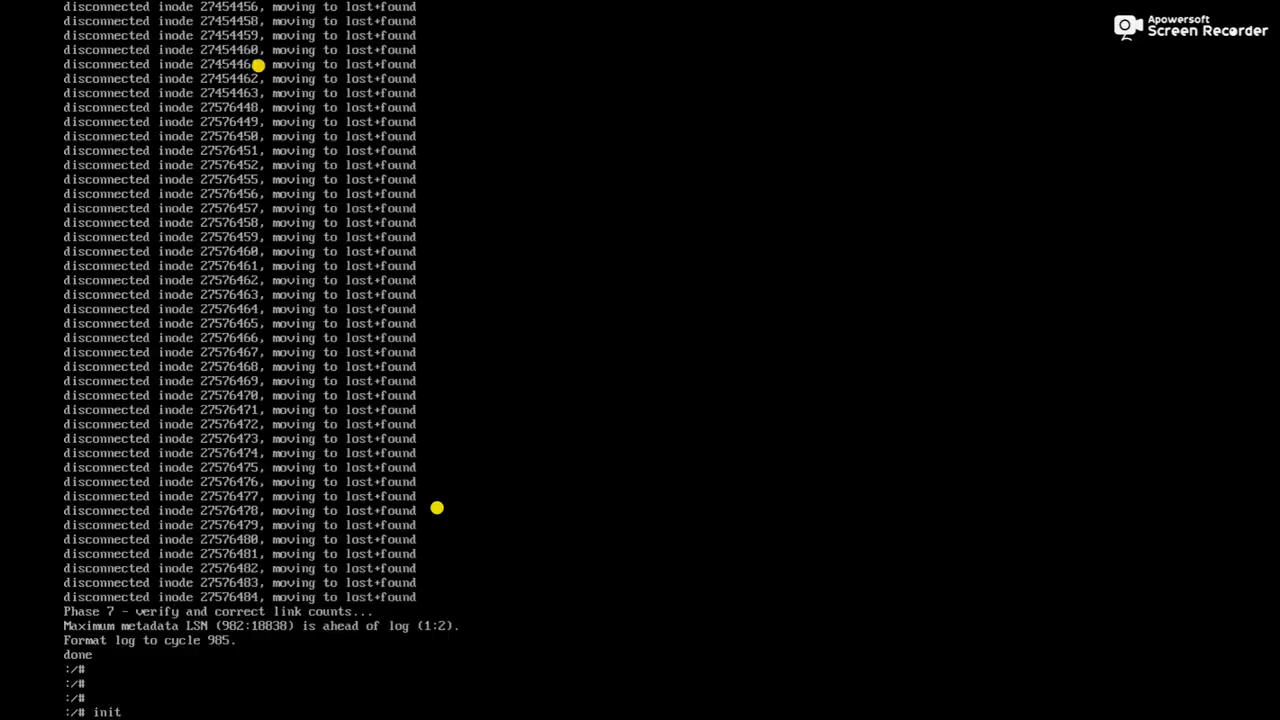 disconnected inode 27454456, moving to lost+found
disconnected inode 27454458, moving to lost+found
disconnected inode 27454459, moving to lost+found
disconnected inode 27454460, moving to lost+found
disconnected inode moving to lost+found
disconnected inode 27454462, moving to lost+found
disconnected inode 27454463, moving to lost+found
disconnected inode 27576448, moving to lost+found
disconnected inode 27576449, moving to lost+found
disconnected inode 27576450, moving to lost+found
disconnected inode 27576451, moving to lost+found
disconnected inode 27576452, moving to lost+found
disconnected inode 27576455, moving to lost+found
disconnected inode 27576456, moving to lost+found
disconnected inode 27576457, moving to lost+found
disconnected inode 27576458, moving to lost+found
disconnected inode 27576459, moving to lost+found
disconnected inode 27576460, moving to lost+found
disconnected inode 27576461, moving to lost+found
disconnected inode 27576462, moving to lost+found
disconnected inode 27576463, moving to lost+found
disconnected inode 27576464, moving to lost+found
disconnected inode 27576465, moving to lost+found
disconnected inode 27576466, moving to lost+found
disconnected inode 27576467, moving to lost+found
disconnected inode 27576468, moving to lost+found
disconnected inode 27576469, moving to lost+found
disconnected inode 27576470, moving to lost+found
disconnected inode 27576471, moving to lost+found
disconnected inode 27576472, moving to lost+found
disconnected inode 27576473, moving to lost+found
disconnected inode 27576474, moving to lost+found
disconnected inode 27576475, moving to lost+found
disconnected inode 27576476, moving to lost+found
disconnected inode 27576477, moving to lost+found
disconnected inode 27576478, moving to lost+found
disconnected inode 27576479, moving to lost+found
disconnected inode 27576480, moving to lost+found
disconnected inode 27576481, moving to lost+found
disconnected inode 27576482, moving to lost+found
disconnected inode 27576483, moving to lost+found
disconnected inode 27576484, moving to lost+found
Phase 7 - verify and correct link counts...
Maximum metadata LSN (982:18838) is ahead of log (1:2).
Format log to cycle 985.
done
:/#
:/#
:/#
:/# init
Apowersoft
Screen Recorder